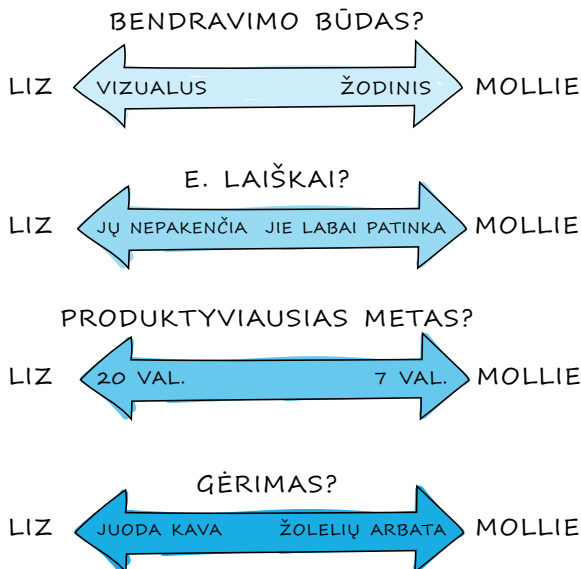 BENDRAVIMO BŪDAS?
LIZ VIZUALUS ŽODINIS MOLLIE
E. LAIŠKAI?
LIZ JŲ NEPAKENČIA JIE LABAI PATINKA MOLLIE
PRODUKTYVIAUSIAS METAS?
LIZ 20 VAL. 7 VAL. MOLLIE
GĖRIMAS?
LIZ JUODA KAVA ŽOLELIŲ ARBATA MOLLIE